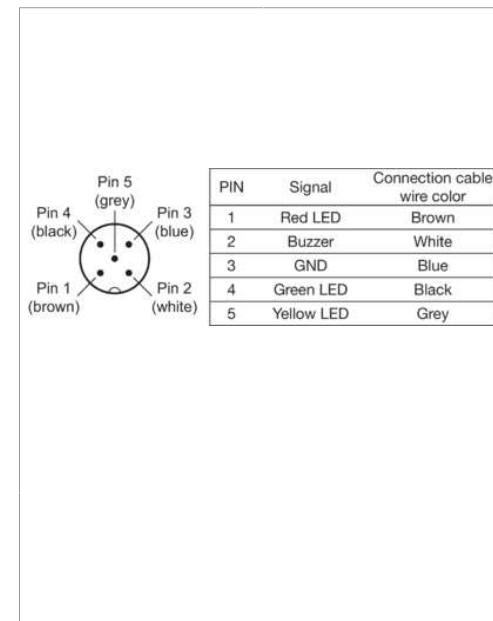 Pin 5
(grey)
Pin 4
(black)
Pin 3
(blue)
Pin 1
(brown)
Pin 2
(white)
PIN Signal Connection cable wire color
1 Red LED Brown
2 Buzzer White
3 GND Blue
4 Green LED Black
5 Yellow LED Grey